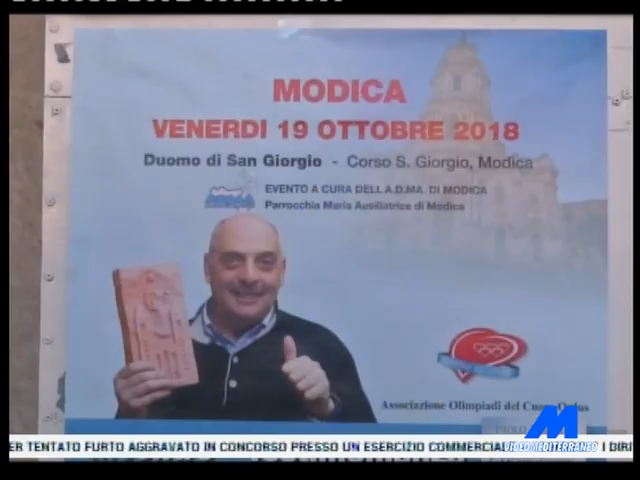 MODICA
VENERDI 19 OTTOBRE 2018
Duomo di San Giorgio - Corso S. Giorgio, Modica
EVENTO A CURA DELL A.D.MA. DI MODICA
Parrocchia Maria Ausiliatrice di Modica
Associazione Olimpiadi del Cuore Onlus
ER TENTATO FURTO AGGRAVATO IN CONCORSO PRESSO UN ESERCIZIO COMMERCIAL
VIDEOMEDITERRANEO
I DIRI